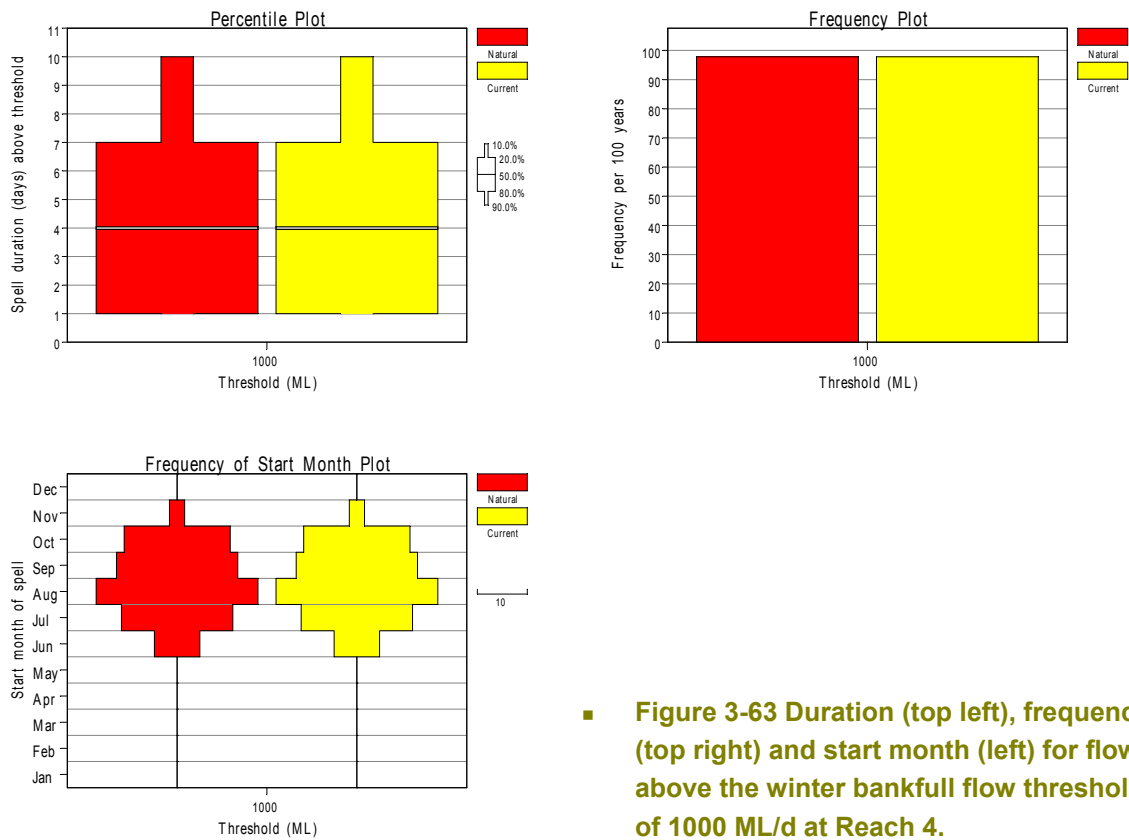 Percentile Plot
Spell duration (days) above threshold
11
10
9
8
7
6
5
4
3
2
1
0
1000
Threshold (ML)
Natural
Current
10.0%
20.0%
50.0%
80.0%
90.0%
Frequency Plot
Frequency per 100 years
100
90
80
70
60
50
40
30
20
10
0
1000
Threshold (ML)
Natural
Current
Frequency of Start Month Plot
Start month of spell
Dec
Nov
Oct
Sep
Aug
Jul
Jun
May
Apr
Mar
Feb
Jan
1000
Threshold (ML)
Natural
Current
10
▪ Figure 3-63 Duration (top left), frequenc
(top right) and start month (left) for flow
above the winter bankfull flow threshol
of 1000 ML/d at Reach 4.